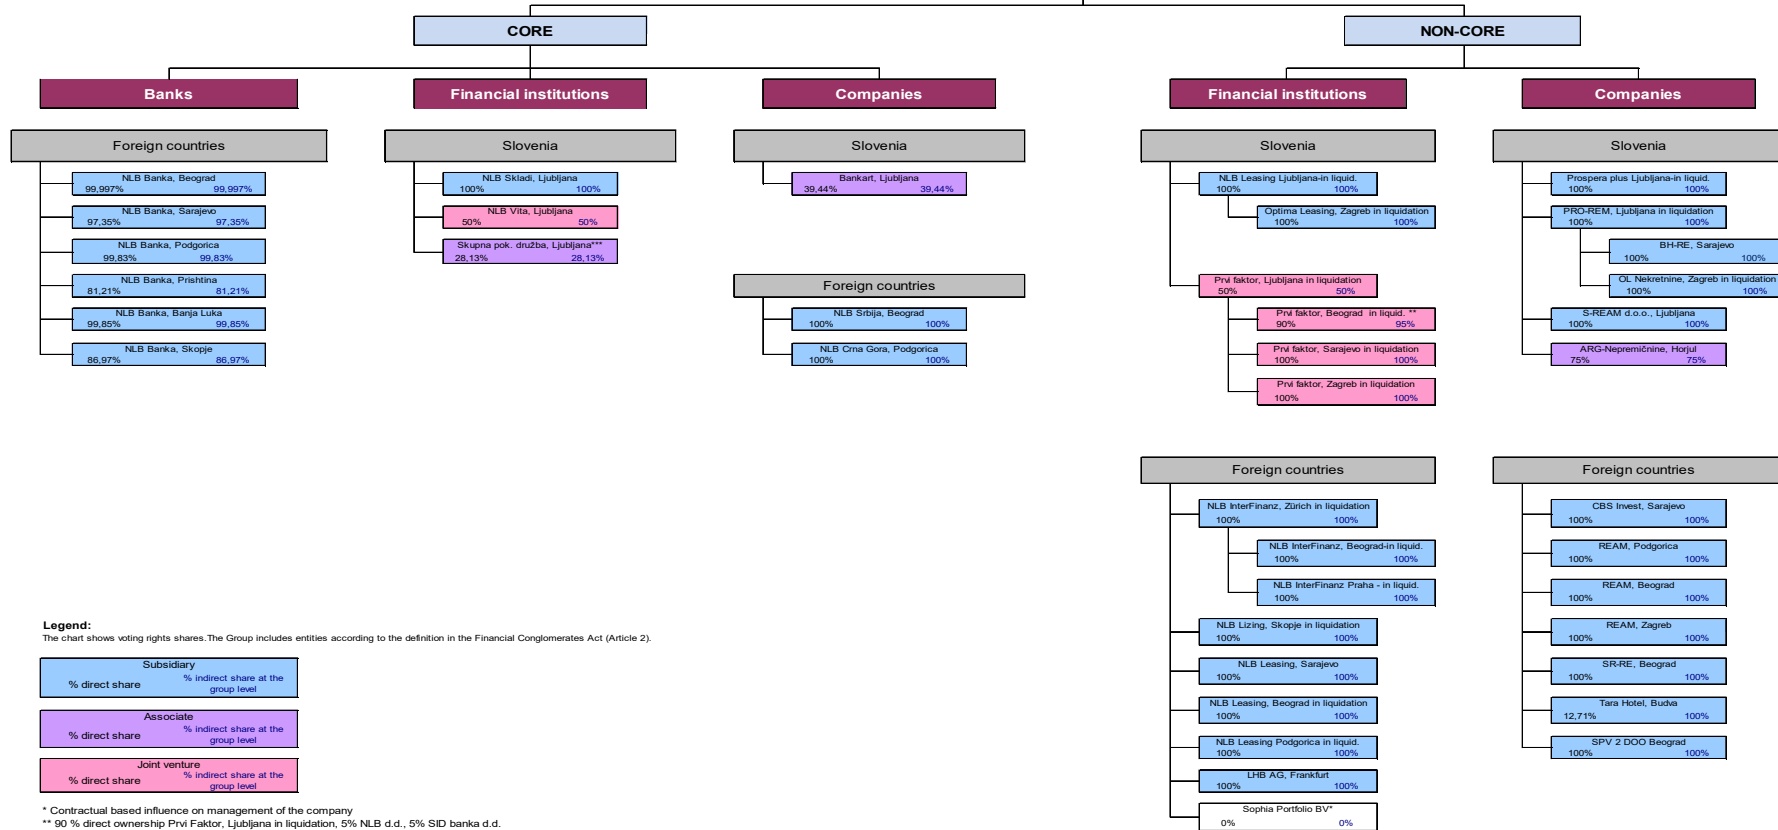 CORE
NON-CORE
Banks
Financial institutions
Companies
Financial institutions
Companies
Foreign countries
NLB Banka, Beograd
99,997% 99,997%
NLB Banka, Sarajevo
97,35% 97,35%
NLB Banka, Podgorica
99,83% 99,83%
NLB Banka, Prishtina
81,21% 81,21%
NLB Banka, Banja Luka
99,85% 99,85%
NLB Banka, Skopje
86,97% 86,97%
Slovenia
NLB Skladi, Ljubljana
100% 100%
NLB Vita, Ljubljana
50% 50%
Skupna pok. družba, Ljubljana***
28,13% 28,13%
Slovenia
Bankart, Ljubljana
39,44% 39,44%
Foreign countries
NLB Srbija, Beograd
100% 100%
NLB Crna Gora, Podgorica
100% 100%
Slovenia
NLB Leasing Ljubljana-in liquid.
100% 100%
Optima Leasing, Zagreb in liquidation
100% 100%
Prvi faktor, Ljubljana in liquidation
50% 50%
Prvi faktor, Beograd in liquid. **
90% 95%
Prvi faktor, Sarajevo in liquidation
100% 100%
Prvi faktor, Zagreb in liquidation
100% 100%
Foreign countries
NLB InterFinanz, Zürich in liquidation
100% 100%
NLB InterFinanz, Beograd-in liquid.
100% 100%
NLB InterFinanz Praha - in liquid.
100% 100%
NLB Lizing, Skopje in liquidation
100% 100%
NLB Leasing, Sarajevo
100% 100%
NLB Leasing, Beograd in liquidation
100% 100%
NLB Leasing Podgorica in liquid.
100% 100%
LHB AG, Frankfurt
100% 100%
Sophia Portfolio BV*
0% 0%
Slovenia
Prospera plus Ljubljana-in liquid.
100% 100%
PRO-REM, Ljubljana in liquidation
100% 100%
BH-RE, Sarajevo
100% 100%
OL Nekretnine, Zagreb in liquidation
100% 100%
S-REAM d.o.o., Ljubljana
100% 100%
ARG-Nepremičnine, Horjul
75% 75%
Foreign countries
CBS Invest, Sarajevo
100% 100%
REAM, Podgorica
100% 100%
REAM, Beograd
100% 100%
REAM, Zagreb
100% 100%
SR-RE, Beograd
100% 100%
Tara Hotel, Budva
12,71% 100%
SPV 2 DOO Beograd
100% 100%
Legend:
The chart shows voting rights shares.The Group includes entities according to the definition in the Financial Conglomerates Act (Article 2).
Subsidiary
% direct share % indirect share at the
group level
Associate
% direct share % indirect share at the
group level
Joint venture
% direct share % indirect share at the
group level
* Contractual based influence on management of the company
** 90 % direct ownership Prvi Faktor, Ljubljana in liquidation, 5% NLB d.d., 5% SID banka d.d.